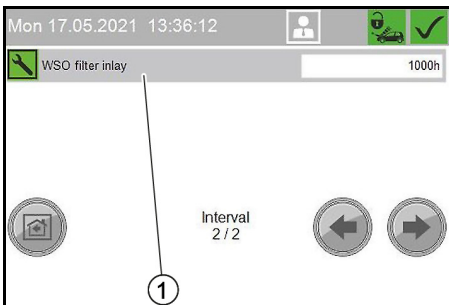 Mon 17.05.2021 13:36:12
WSO filter inlay 1000h
Interval
2 / 2
1